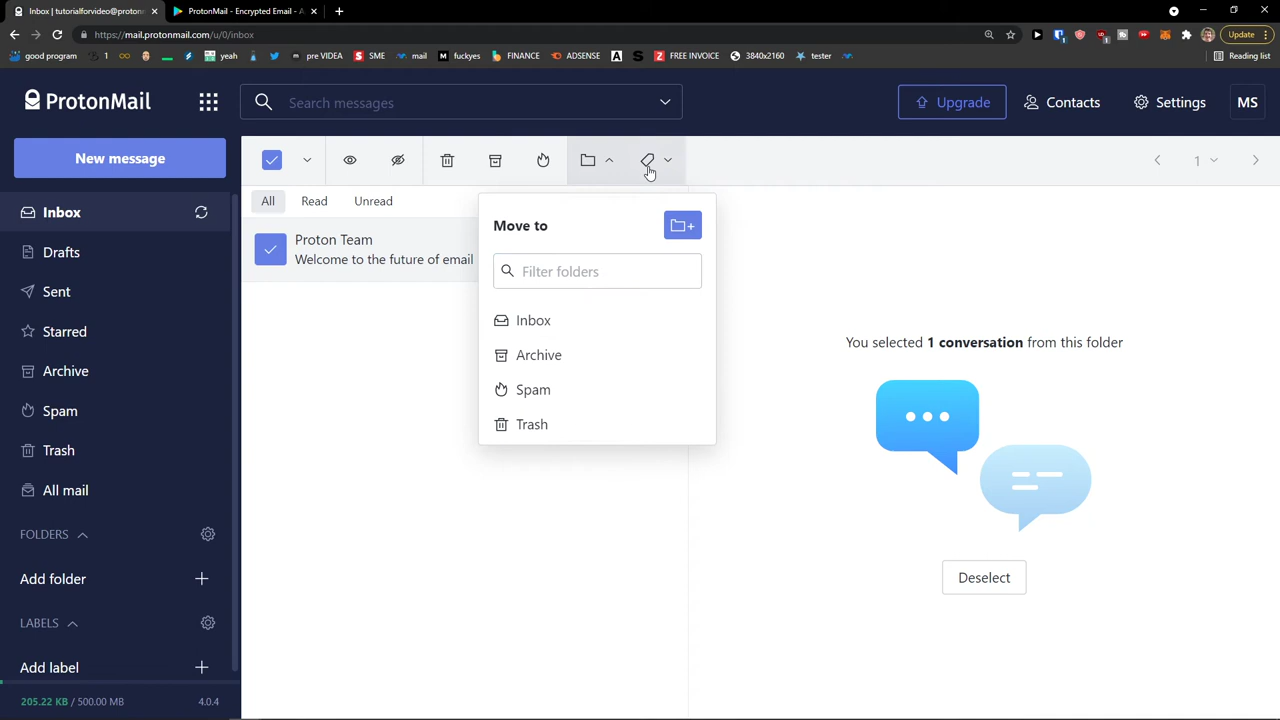 Inbox | tutorialforvideo@proton
ProtonMail - Encrypted Email - A
https://mail.protonmail.com/u/0/inbox
Update
good program
15
yeah
pre VIDEA
SME
mail
fuckyes
FINANCE
ADSENSE
FREE INVOICE
3840x2160
tester
Reading list
ProtonMail
Search messages
Upgrade
Contacts
Settings
MS
New message
1
Inbox
All
Read
Unread
Move to
Drafts
Proton Team
Welcome to the future of email
Filter folders
Sent
Inbox
Starred
You selected 1 conversation from this folder
Archive
Archive
Spam
Spam
Trash
Trash
All mail
FOLDERS
Add folder
Deselect
LABELS
Add label
205.22 KB / 500.00 MB
4.0.4